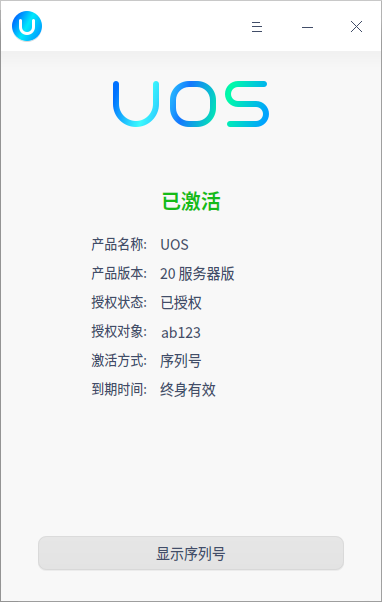 UOS
已激活
产品名称: UOS
产品版本: 20 服务器版
授权状态: 已授权
授权对象: ab123
激活方式: 序列号
到期时间: 终身有效
显示序列号